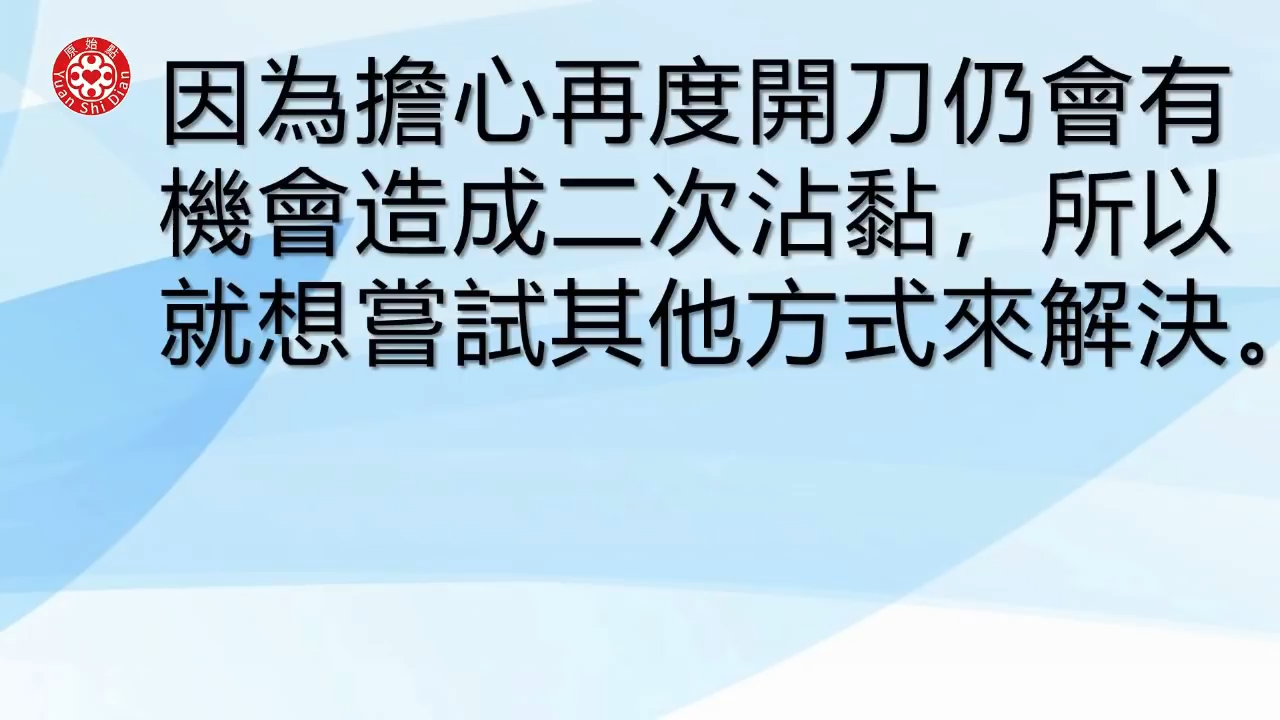 原始點
Yuan Shi Dian
因為擔心再度開刀仍會有
機會造成二次沾黏，所以
就想嘗試其他方式來解決。